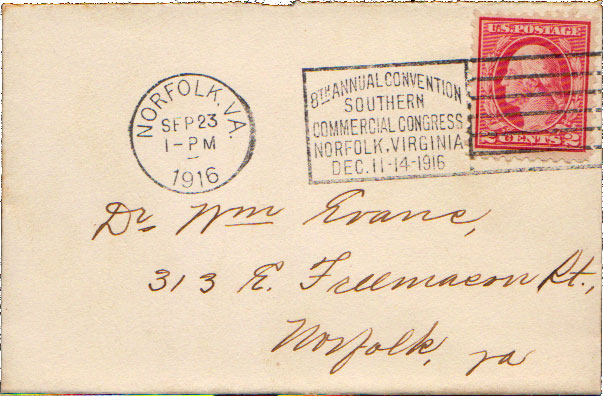 NORFOLK, VA.
SEP 23
1-PM
1916
8TH ANNUAL CONVENTION
SOUTHERN
COMMERCIAL CONGRESS
NORFOLK, VIRGINIA
DEC. 11-14-1916
U.S. POSTAGE
2 CENTS 2
Dr. Wm Evans,
313 E. Freemason St.,
Norfolk, Va